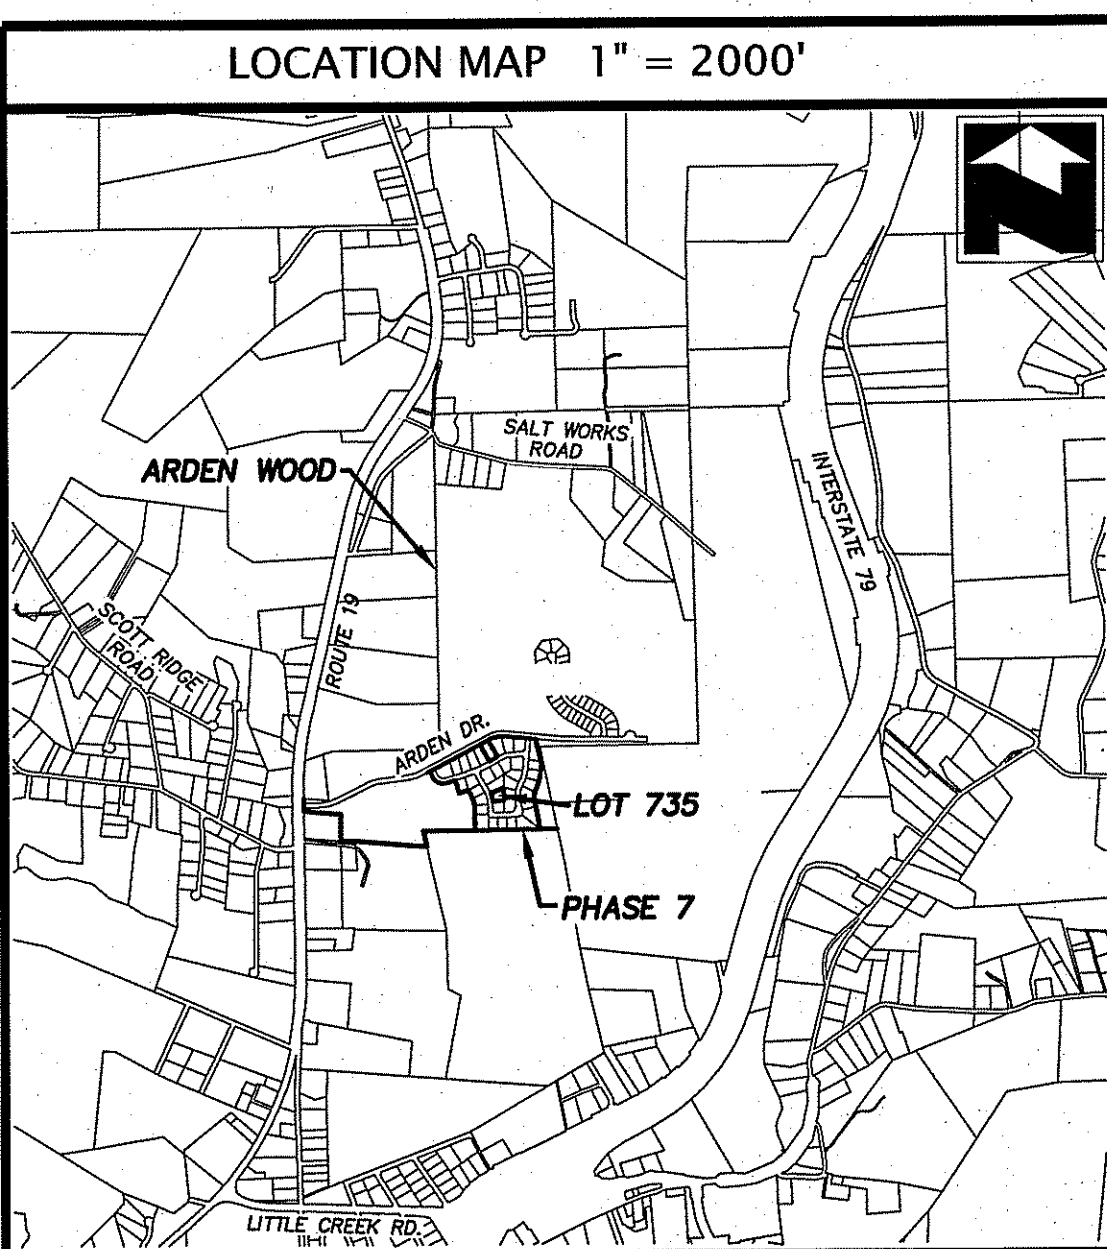 LOCATION MAP 1" = 2000'
N
SALT WORKS
ROAD
ARDEN WOOD
INTERSTATE 79
SCOTT RIDGE
ROAD
ROUTE 19
ARDEN DR.
LOT 735
PHASE 7
LITTLE CREEK RD.